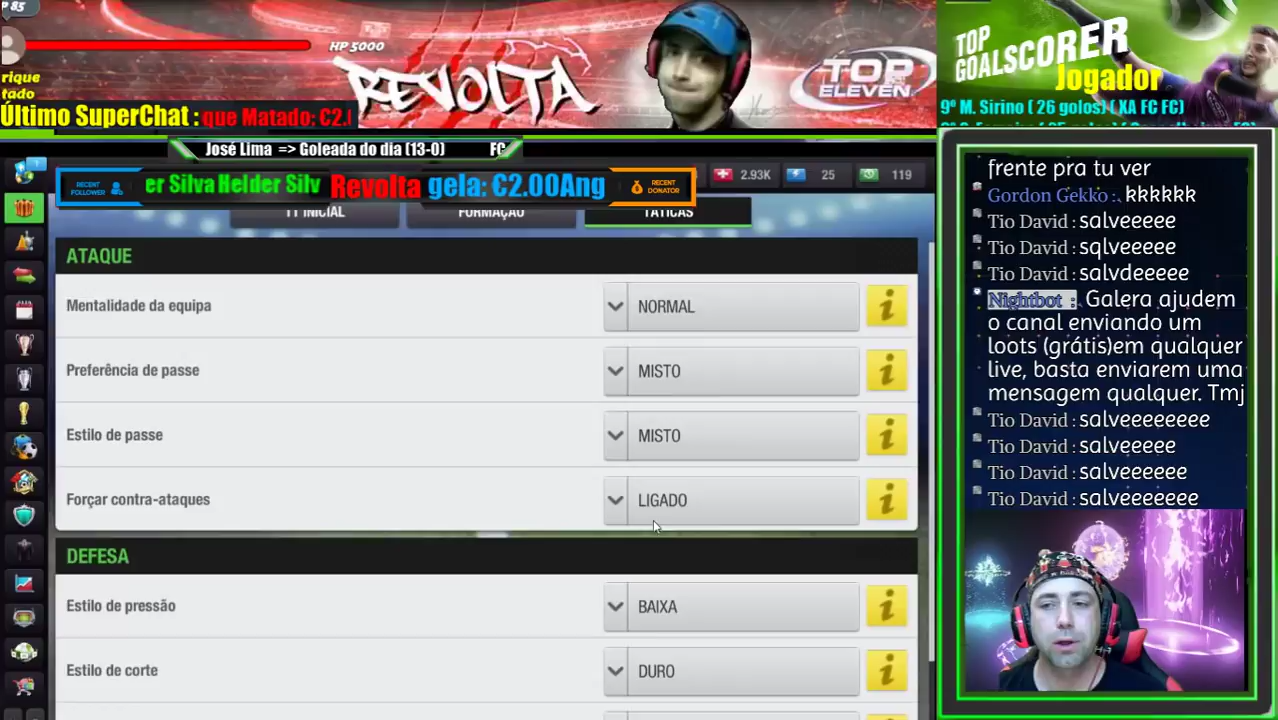 P 85
HP 5000
rique
tado
Último SuperChat : que Matado: €2.
REVOLTA
TOP ELEVEN
TOP
GOALSCORER
Jogador
9º M. Sirino ( 26 golos) ( XA FC FC)
José Lima => Goleada do dia (13-0) FC
RECENT FOLLOWER
er Silva Helder Silv
Revolta gela: €2.00Ang
RECENT DONATOR
2.93K
25
119
11 INICIAL
FORMAÇÃO
TÁTICAS
ATAQUE
Mentalidade da equipa
NORMAL
Preferência de passe
MISTO
Estilo de passe
MISTO
Forçar contra-ataques
LIGADO
DEFESA
Estilo de pressão
BAIXA
Estilo de corte
DURO
frente pra tu ver
Gordon Gekko : kkkkkk
Tio David : salveeeee
Tio David : sqlveeeee
Tio David : salvdeeeee
Nightbot : Galera ajudem
o canal enviando um
loots (grátis)em qualquer
live, basta enviarem uma
mensagem qualquer. Tmj
Tio David : salveeeeeeee
Tio David : salveeeee
Tio David : salveeeeee
Tio David : salveeeeeee